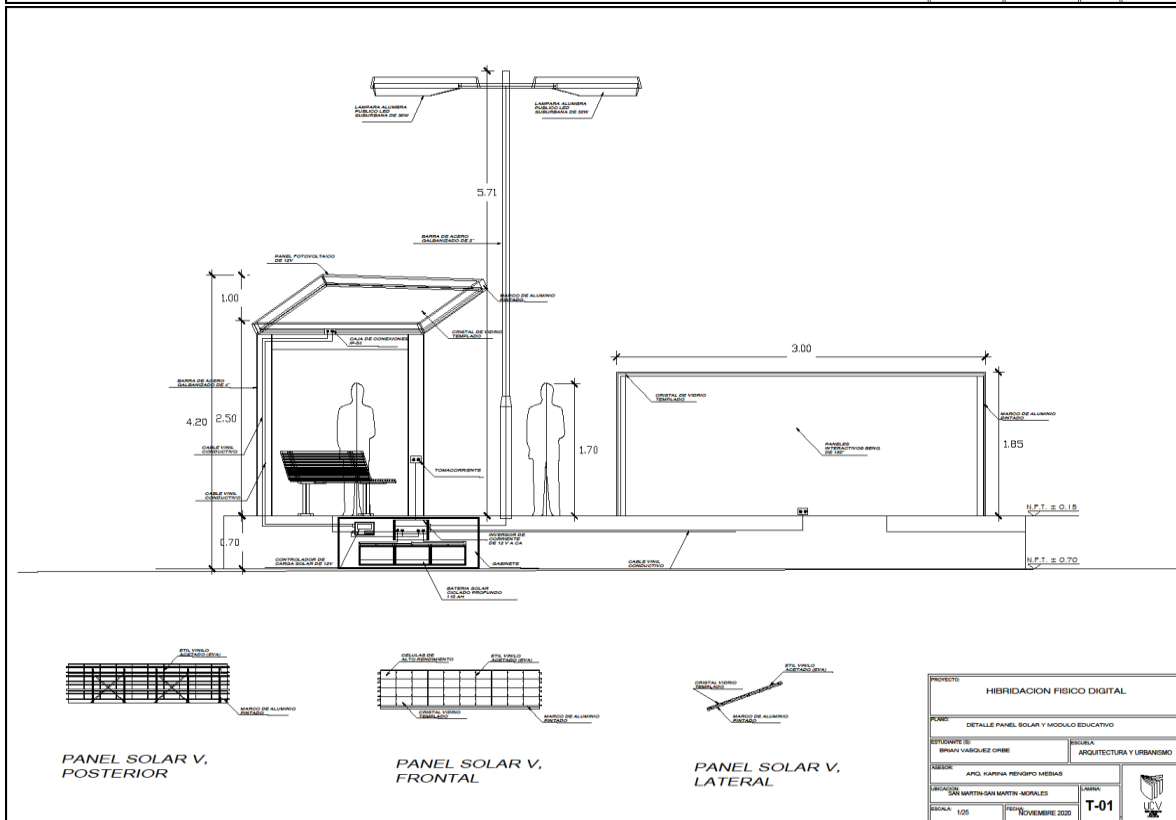 LAMPARA ALUMBRA
PUBLICO LED
SUBURBANA DE 30W
LAMPARA ALUMBRA
PUBLICO LED
SUBURBANA DE 30W
5.71
BARRA DE ACERO
GALBANIZADO DE 2"
PANEL FOTOVOLTAICO
DE 12V
1.00
MARCO DE ALUMINIO
PINTADO
CRISTAL DE VIDRIO
TEMPLADO
CAJA DE CONEXIONES
3.00
BARRA DE ACERO
GALBANIZADO DE 4"
CRISTAL DE VIDRIO
TEMPLADO
MARCO DE ALUMINIO
PINTADO
4.20
2.50
1.70
1.85
CABLE VINIL
CONDUCTIVO
PANELES
INTERACTIVOS BENQ
TOMACORRIENTE
CABLE VINIL
CONDUCTIVO
N.P.T. ± 0.15
0.70
INVERSOR DE
CORRIENTE
DE 12 V A CA
CONTROLADOR DE
CARGA SOLAR DE 12V
GABINETE
CABLE VINIL
CONDUCTIVO
N.P.T. ± 0.70
BATERIA SOLAR
CICLADO PROFUNDO
110 AH
ETIL VINILO
ACETADO (EVA)
MARCO DE ALUMINIO
PINTADO
CELULAS DE
ALTO RENDIMIENTO
ETIL VINILO
ACETADO (EVA)
CRISTAL VIDRIO
TEMPLADO
MARCO DE ALUMINIO
PINTADO
ETIL VINILO
ACETADO (EVA)
CRISTAL VIDRIO
TEMPLADO
MARCO DE ALUMINIO
PINTADO
PANEL SOLAR V,
POSTERIOR
PANEL SOLAR V,
FRONTAL
PANEL SOLAR V,
LATERAL
PROYECTO:
HIBRIDACION FISICO DIGITAL
PLANO:
DETALLE PANEL SOLAR Y MODULO EDUCATIVO
ESTUDIANTE (S):
BRIAN VASQUEZ ORBE
ESCUELA:
ARQUITECTURA Y URBANISMO
ASESOR:
ARQ. KARINA RENGIFO MESIAS
UBICACION:
SAN MARTIN-SAN MARTIN -MORALES
LAMINA:
T-01
ESCALA: 1/25
FECHA: NOVIEMBRE 2020
UCV